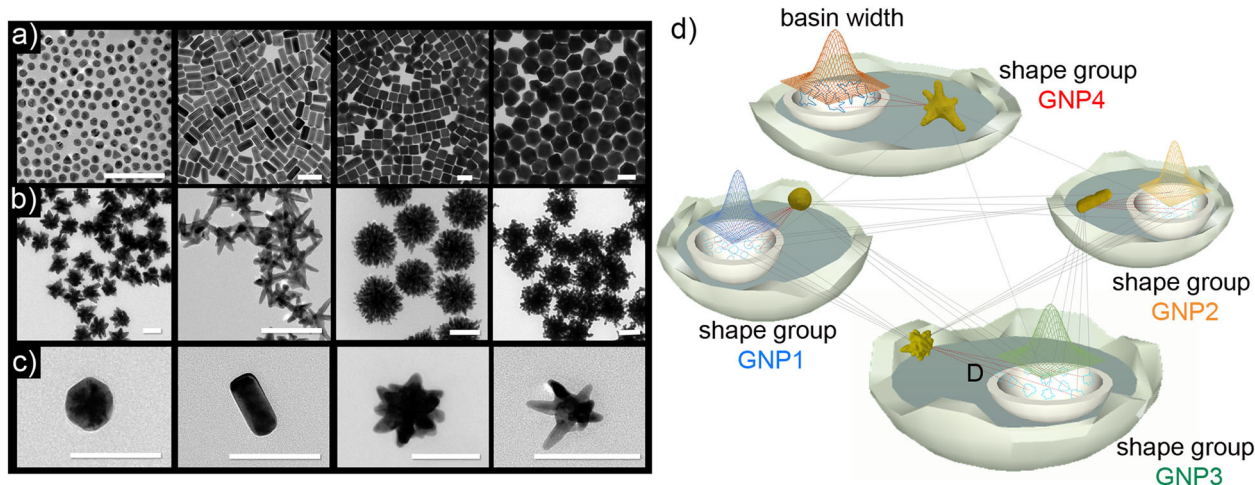 a)
b)
c)
d)
basin width
shape group
GNP4
shape group
GNP1
shape group
GNP2
D
shape group
GNP3